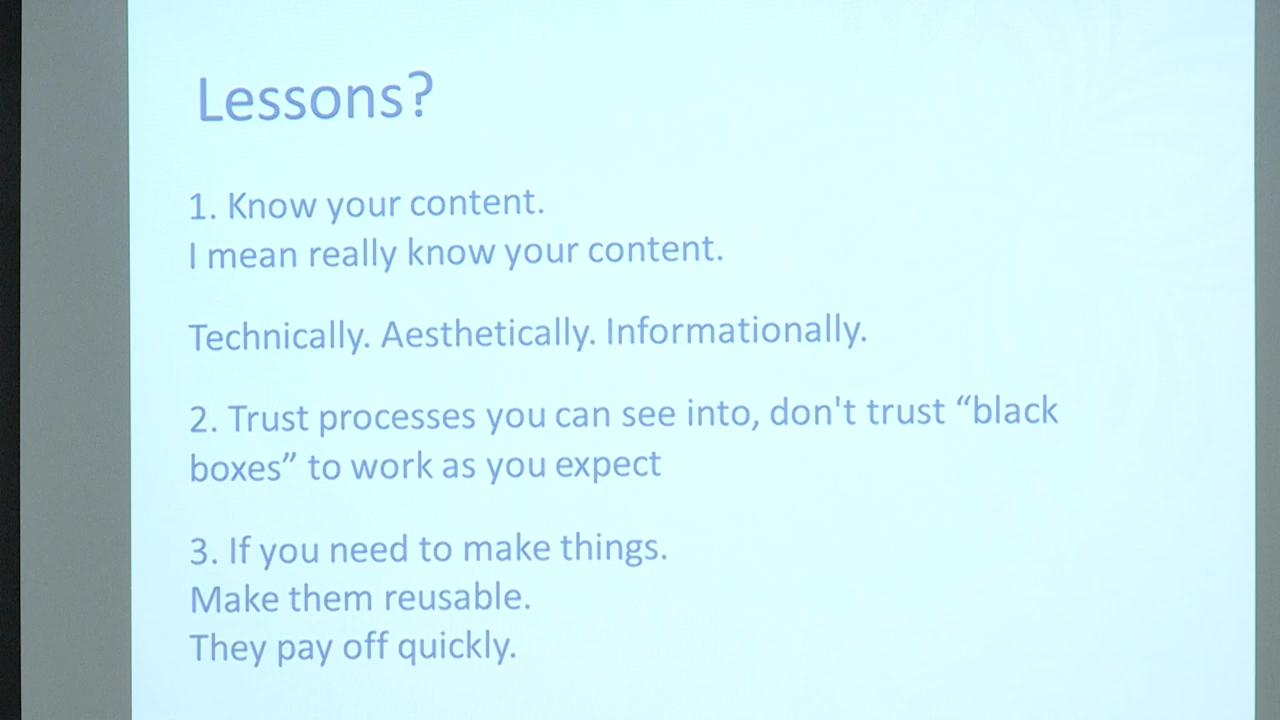 Lessons?
1. Know your content.
I mean really know your content.
Technically. Aesthetically. Informationally.
2. Trust processes you can see into, don't trust “black
boxes” to work as you expect
3. If you need to make things.
Make them reusable.
They pay off quickly.